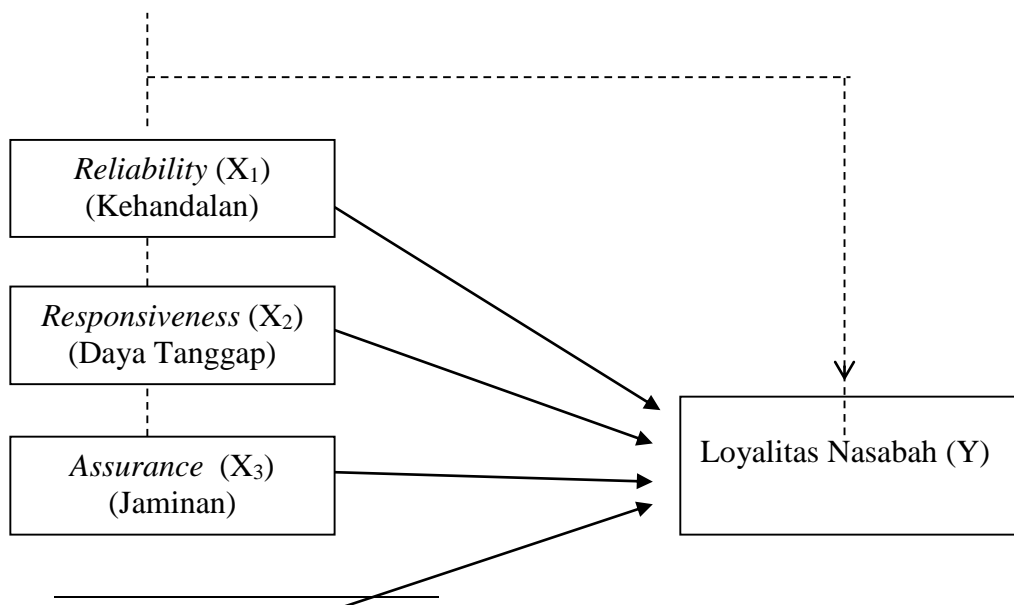 Reliability (X₁)
(Kehandalan)
Responsiveness (X₂)
(Daya Tanggap)
Assurance (X₃)
(Jaminan)
Loyalitas Nasabah (Y)